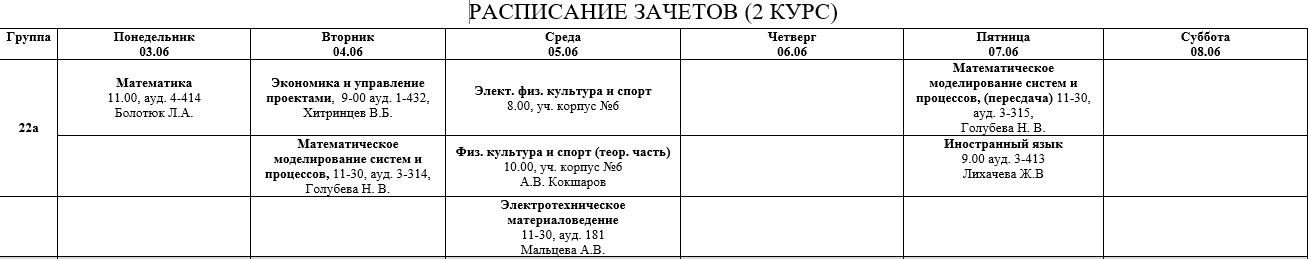 РАСПИСАНИЕ ЗАЧЕТОВ (2 КУРС)
Группа
Понедельник
03.06
Вторник
04.06
Среда
05.06
Четверг
06.06
Пятница
07.06
Суббота
08.06
22а
Математика
11.00, ауд. 4-414
Болотюк Л.А.
Экономика и управление
проектами, 9-00 ауд. 1-432,
Хитринцев В.Б.
Элект. физ. культура и спорт
8.00, уч. корпус №6
Математическое
моделирование систем и
процессов, (пересдача) 11-30,
ауд. 3-315,
Голубева Н. В.
Математическое
моделирование систем и
процессов, 11-30, ауд. 3-314,
Голубева Н. В.
Физ. культура и спорт (теор. часть)
10.00, уч. корпус №6
А.В. Кокшаров
Иностранный язык
9.00 ауд. 3-413
Лихачева Ж.В
Электротехническое
материаловедение
11-30, ауд. 181
Мальцева А.В.